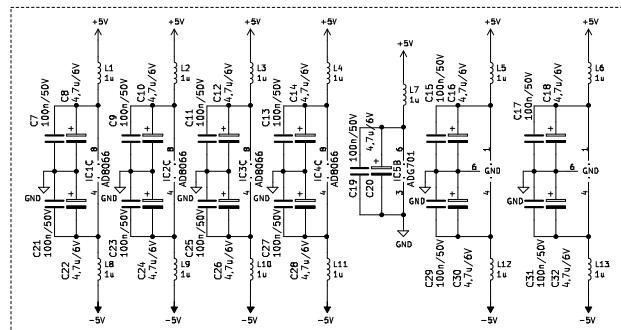 +5V
+5V
+5V
+5V
+5V
+5V
+5V
L1
1u
L2
1u
L3
1u
L4
1u
L7
1u
L5
1u
L6
1u
C7
100n/50V
C8
4,7u/6V
C9
100n/50V
C10
4,7u/6V
C11
100n/50V
C12
4,7u/6V
C13
100n/50V
C14
4,7u/6V
C19
100n/50V
C20
4,7u/6V
C15
100n/50V
C16
4,7u/6V
C17
100n/50V
C18
4,7u/6V
+
+
+
+
+
+
+
+
+
8
4
IC1C
AD8066
8
4
IC2C
AD8066
8
4
IC3C
AD8066
8
4
IC4C
AD8066
6
3
IC5B
ADG701
1
6
GND
4
1
6
GND
4
GND
GND
GND
GND
GND
GND
GND
C21
100n/50V
C22
4,7u/6V
C23
100n/50V
C24
4,7u/6V
C25
100n/50V
C26
4,7u/6V
C27
100n/50V
C28
4,7u/6V
C29
100n/50V
C30
4,7u/6V
C31
100n/50V
C32
4,7u/6V
L8
1u
L9
1u
L10
1u
L11
1u
L12
1u
L13
1u
-5V
-5V
-5V
-5V
-5V
-5V